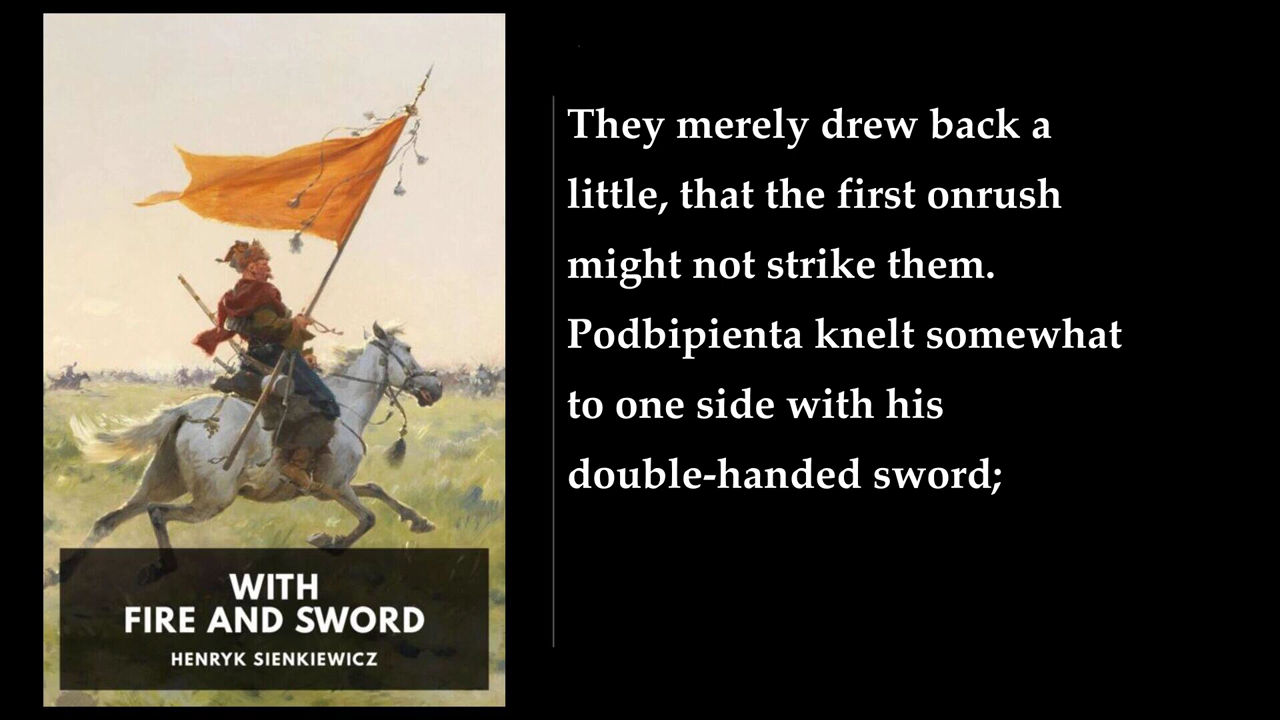 They merely drew back a
little, that the first onrush
might not strike them.
Podbipienta knelt somewhat
to one side with his
double-handed sword;
WITH
FIRE AND SWORD
HENRYK SIENKIEWICZ